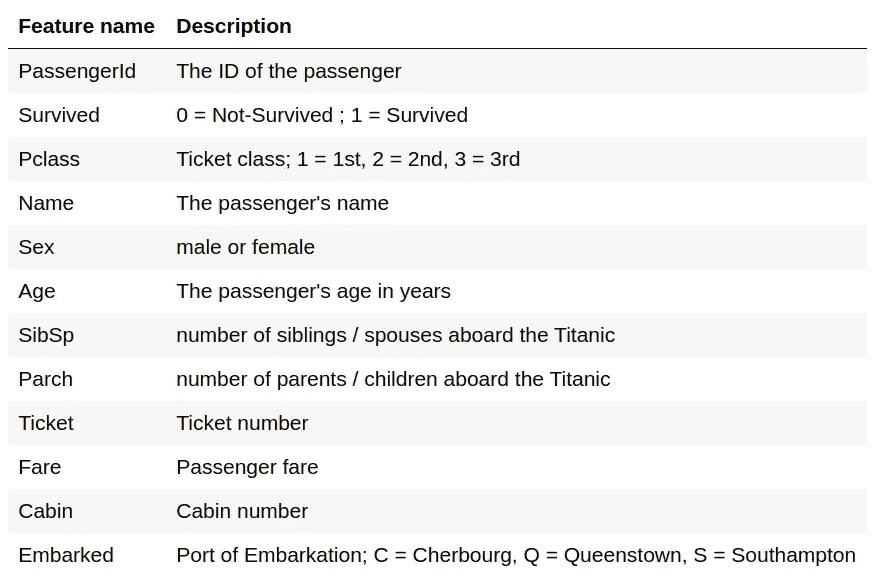 Feature name Description
PassengerId The ID of the passenger
Survived 0 = Not-Survived ; 1 = Survived
Pclass Ticket class; 1 = 1st, 2 = 2nd, 3 = 3rd
Name The passenger's name
Sex male or female
Age The passenger's age in years
SibSp number of siblings / spouses aboard the Titanic
Parch number of parents / children aboard the Titanic
Ticket Ticket number
Fare Passenger fare
Cabin Cabin number
Embarked Port of Embarkation; C = Cherbourg, Q = Queenstown, S = Southampton